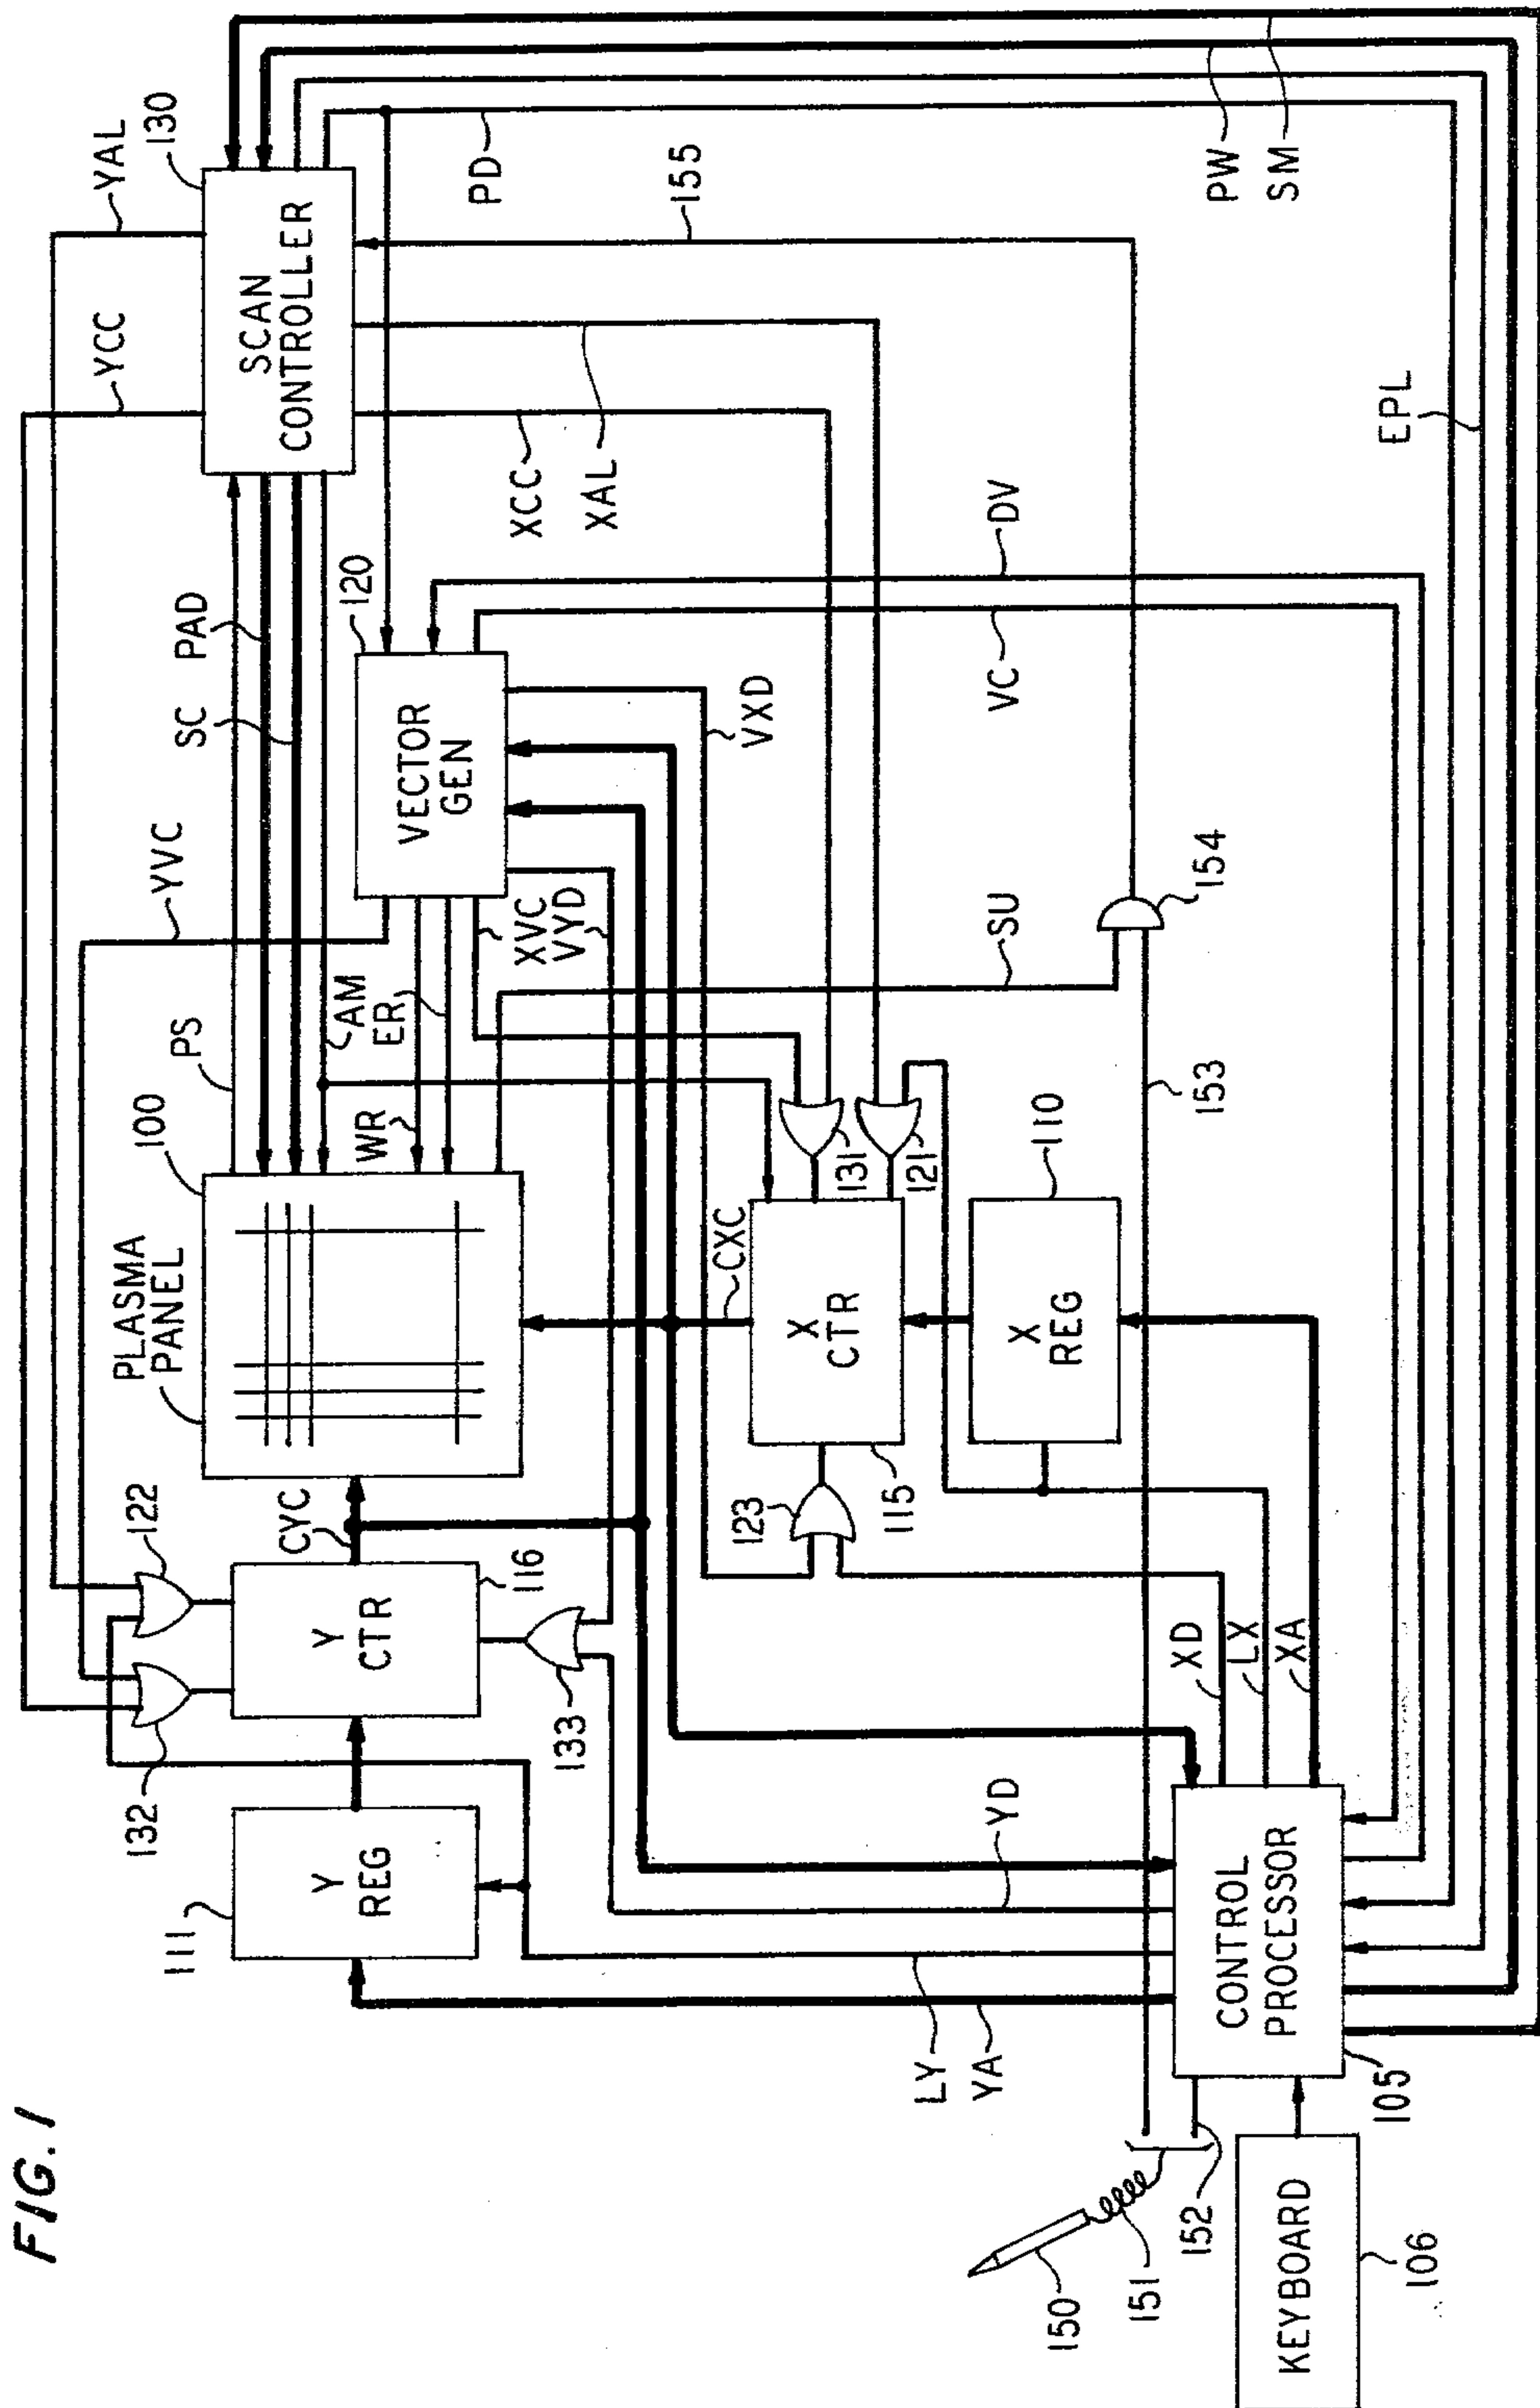 FIG. 1
YCC
YAL
130
SCAN
CONTROLLER
YVC
PS
PAD
SC
AM
ER
WR
120
VECTOR
GEN
XVC
VYD
VXD
XCC
XAL
PD
155
PW
SM
EPL
DV
VC
SU
154
153
PLASMA
PANEL
100
CYC
122
132
116
Y
CTR
133
111
Y
REG
CXC
131
121
X
CTR
115
123
110
X
REG
XD
LX
XA
YD
LY
YA
CONTROL
PROCESSOR
105
150
151
152
KEYBOARD
106